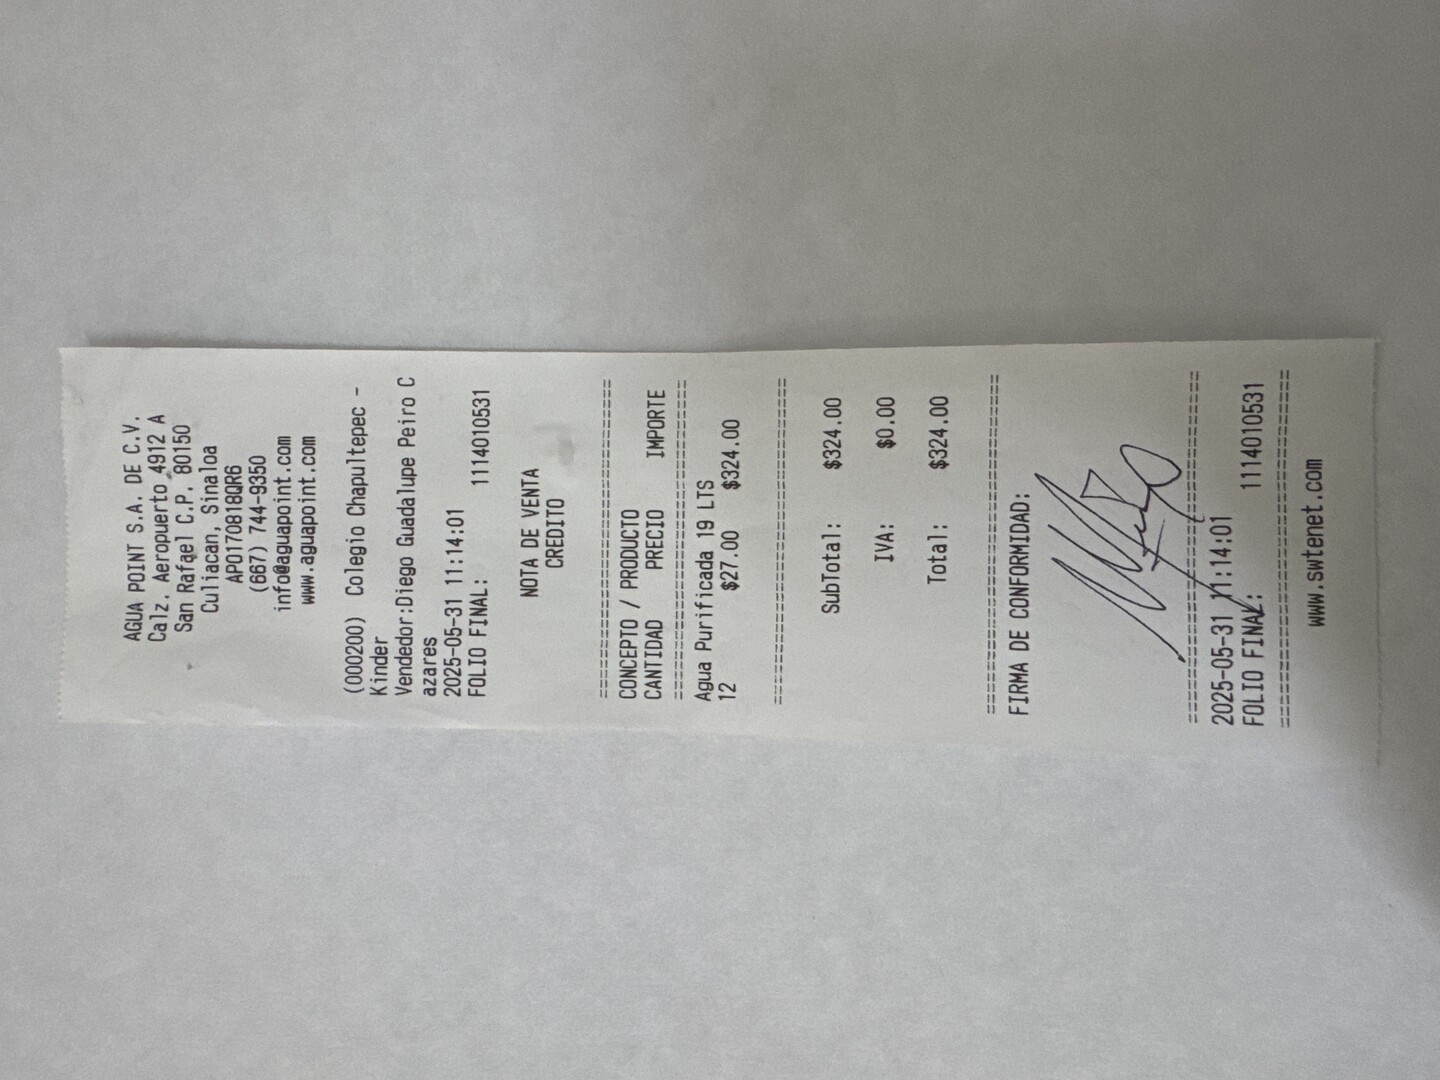 AGUA POINT S.A. DE C.V.
Calz. Aeropuerto 4912 A
San Rafael C.P. 80150
Culiacan, Sinaloa
APO170818QR6
(667) 744-9350
info@aguapoint.com
www.aguapoint.com
(000200) Colegio Chapultepec -
Kinder
Vendedor:Diego Guadalupe Peiro C
azares
2025-05-31 11:14:01
FOLIO FINAL: 1114010531
NOTA DE VENTA
CREDITO
================================
CONCEPTO / PRODUCTO
CANTIDAD PRECIO IMPORTE
================================
Agua Purificada 19 LTS
12 $27.00 $324.00
================================
SubTotal: $324.00
IVA: $0.00
Total: $324.00
================================
FIRMA DE CONFORMIDAD:
================================
2025-05-31 11:14:01
FOLIO FINAL: 1114010531
================================
www.swtenet.com